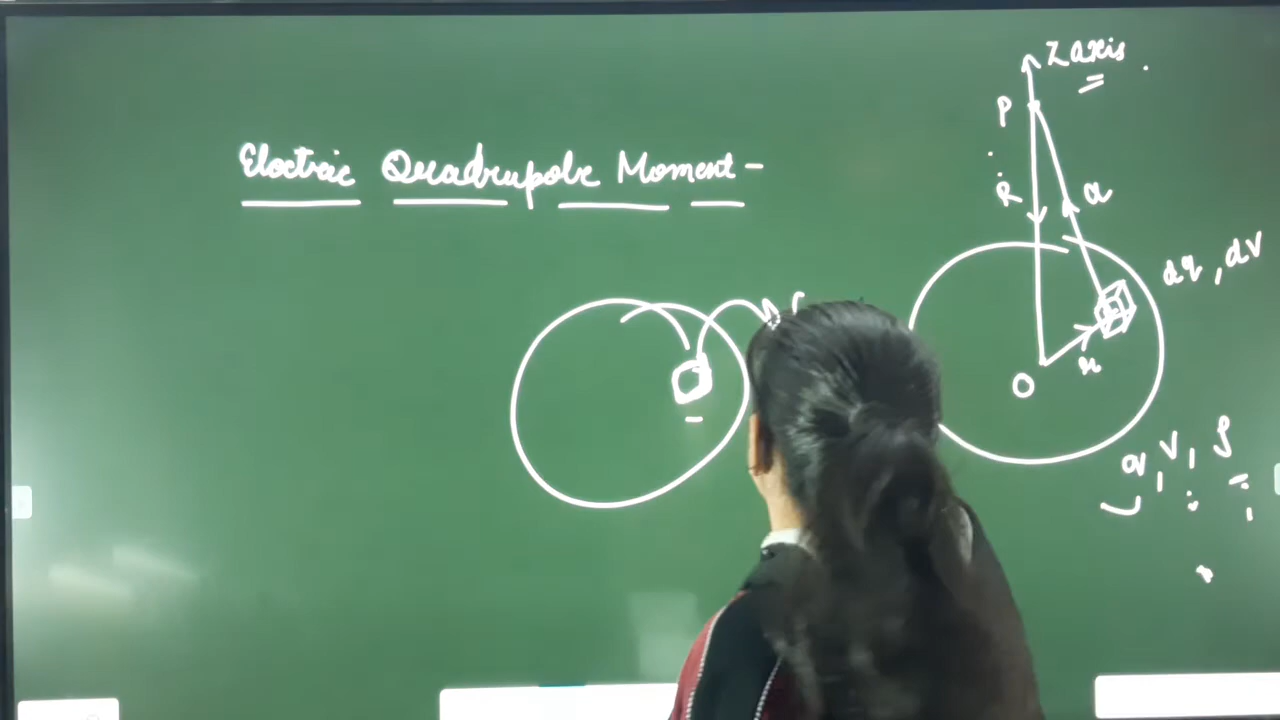 Electric Quadrupole Moment -
Z axis
P
R
a
dq, dV
r
O
q, V, ρ